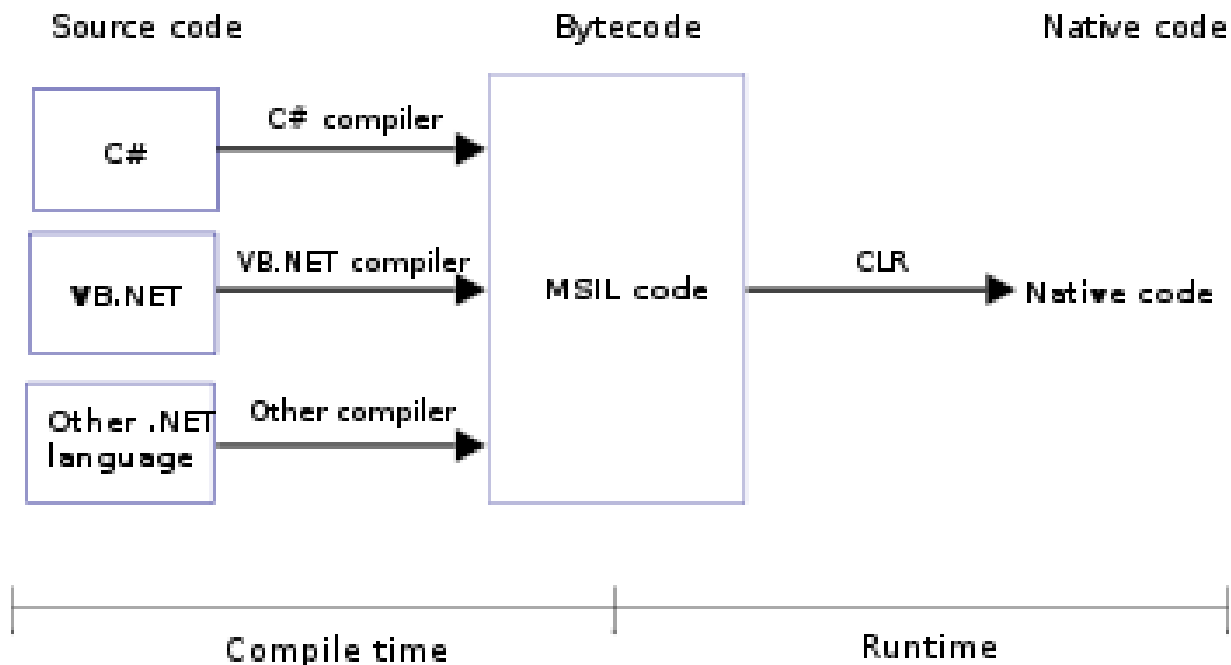 Source code
Bytecode
Native code
C#
C# compiler
VB.NET
VB.NET compiler
MSIL code
CLR
Native code
Other .NET
language
Other compiler
Compile time
Runtime